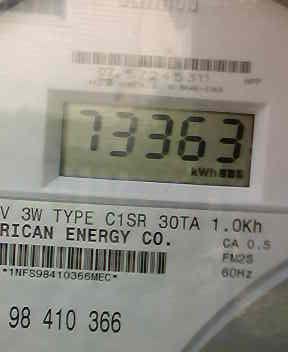 73363
kWh
V 3W TYPE C1SR 30TA 1.0Kh
RICAN ENERGY CO.
CA 0.5
FM2S
60Hz
*1NFS98410366MEC*
98 410 366